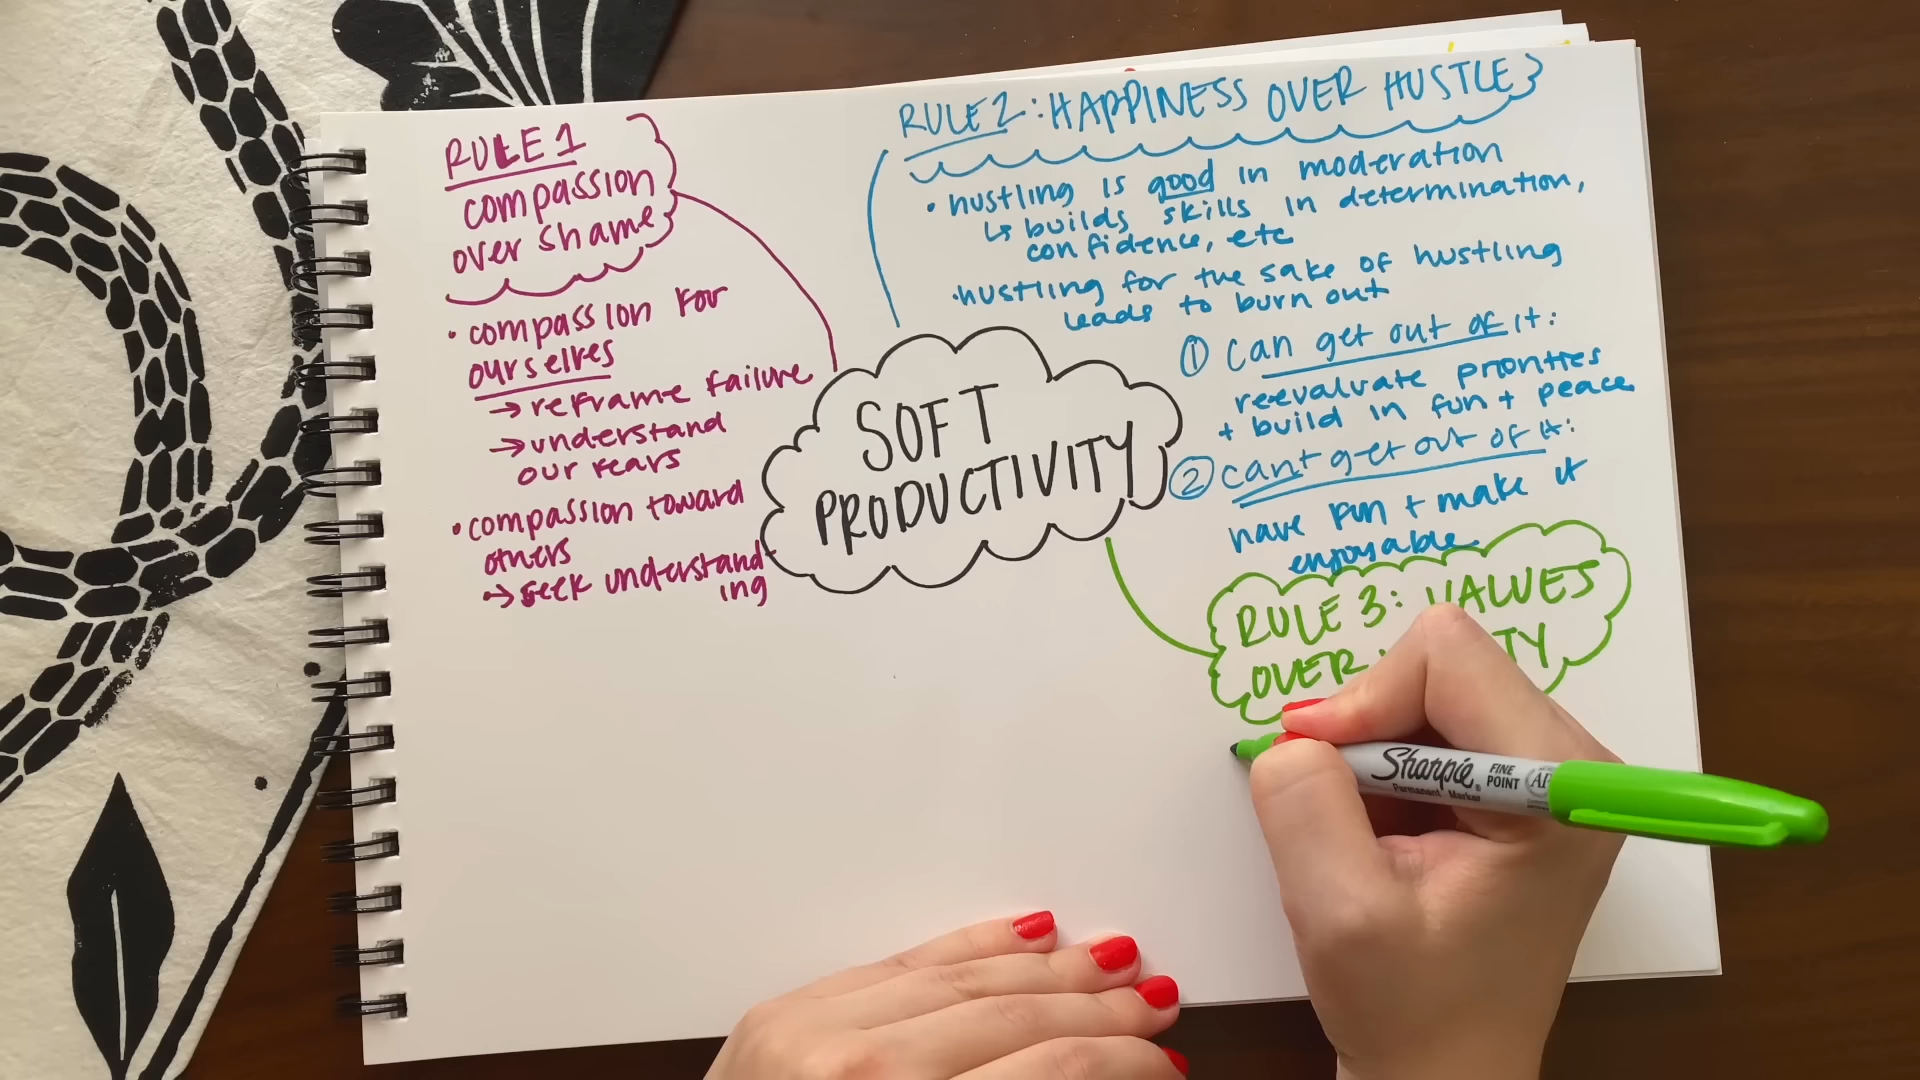 RULE 1
compassion
over shame
• compassion for
ourselves
→ reframe failure
→ understand
our fears
• compassion toward
others
→ seek understand-
ing
SOFT
PRODUCTIVITY
RULE 2: HAPPINESS OVER HUSTLE
• hustling is good in moderation
↳ builds skills in determination,
confidence, etc
• hustling for the sake of hustling
leads to burn out
① can get out of it:
reevaluate priorities
+ build in fun + peace
② can't get out of it:
have fun + make it
enjoyable
RULE 3: VALUES
OVER
Sharpie
FINE
POINT
Permanent Marker